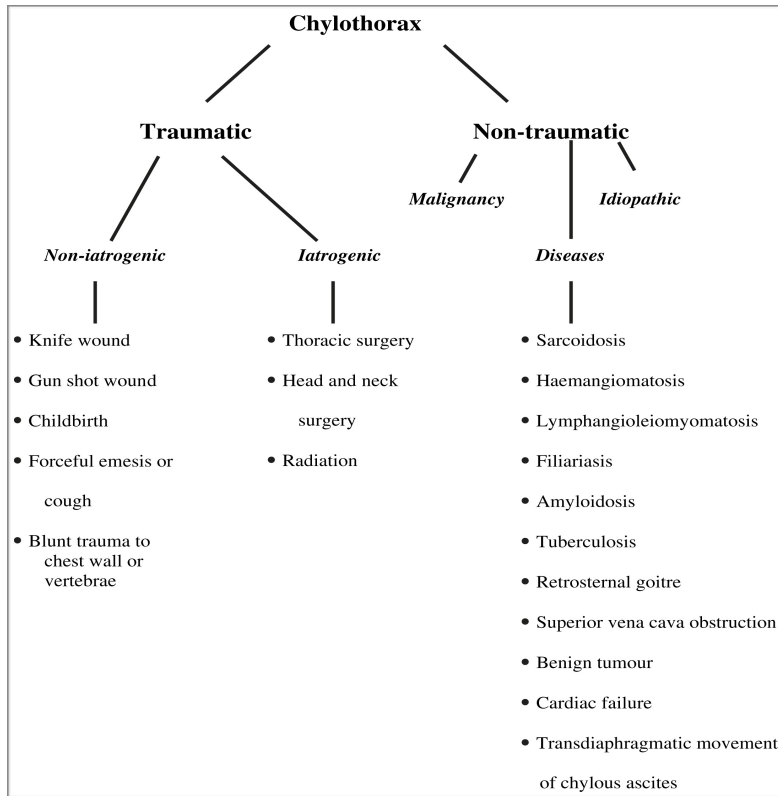 Chylothorax
Traumatic
Non-traumatic
Malignancy
Idiopathic
Non-iatrogenic
Iatrogenic
Diseases
• Knife wound
• Gun shot wound
• Childbirth
• Forceful emesis or
cough
• Blunt trauma to
chest wall or
vertebrae
• Thoracic surgery
• Head and neck
surgery
• Radiation
• Sarcoidosis
• Haemangiomatosis
• Lymphangioleiomyomatosis
• Filiariasis
• Amyloidosis
• Tuberculosis
• Retrosternal goitre
• Superior vena cava obstruction
• Benign tumour
• Cardiac failure
• Transdiaphragmatic movement
of chylous ascites